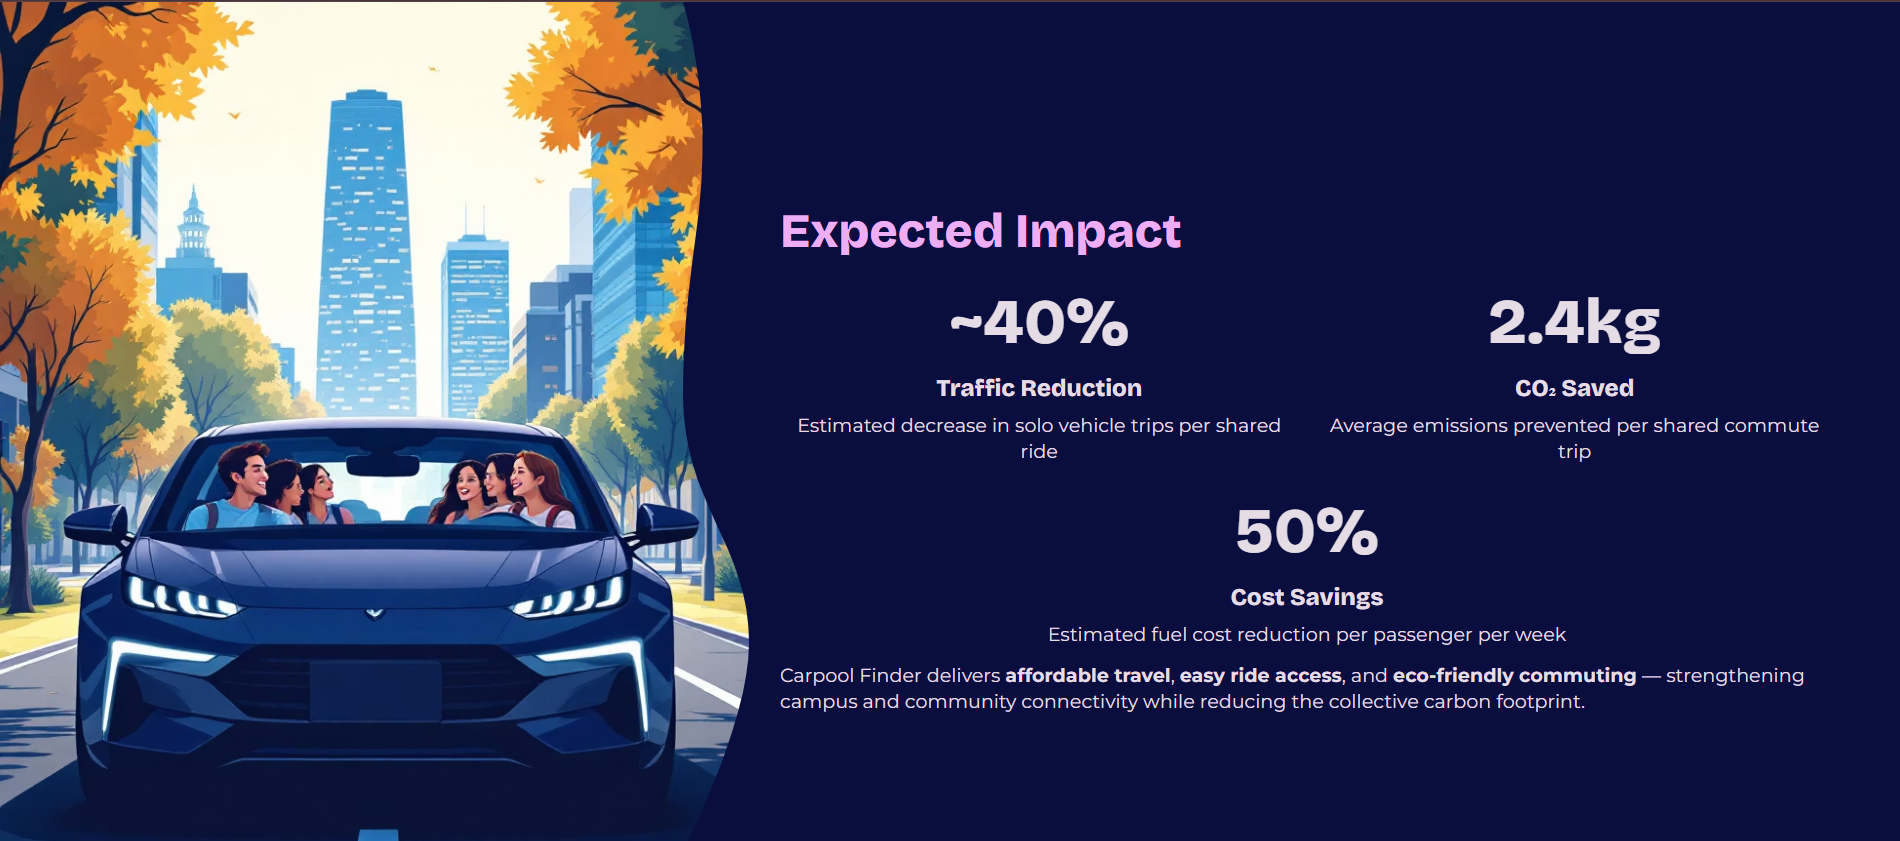 Expected Impact
~40%
Traffic Reduction
Estimated decrease in solo vehicle trips per shared
ride
2.4kg
CO₂ Saved
Average emissions prevented per shared commute
trip
50%
Cost Savings
Estimated fuel cost reduction per passenger per week
Carpool Finder delivers affordable travel, easy ride access, and eco-friendly commuting — strengthening
campus and community connectivity while reducing the collective carbon footprint.